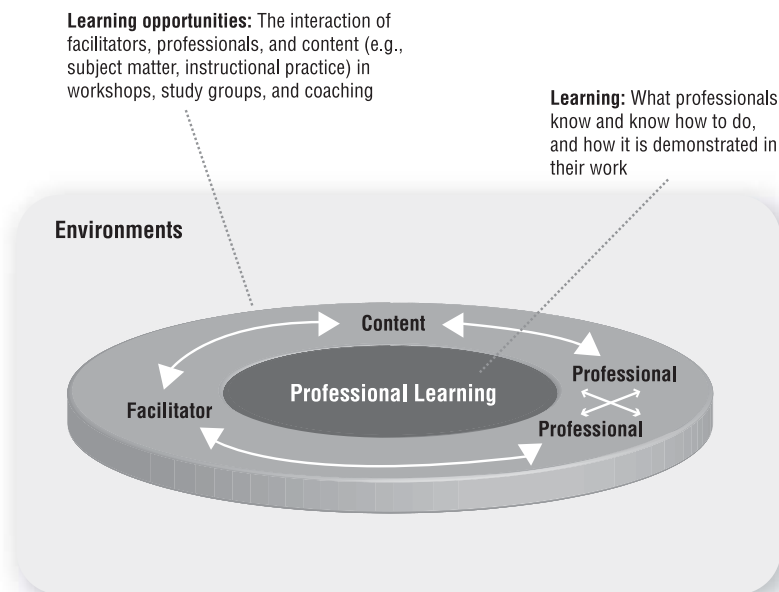 Learning opportunities: The interaction of
facilitators, professionals, and content (e.g.,
subject matter, instructional practice) in
workshops, study groups, and coaching
Learning: What professionals
know and know how to do,
and how it is demonstrated in
their work
Environments
Content
Professional
Professional Learning
Facilitator
Professional